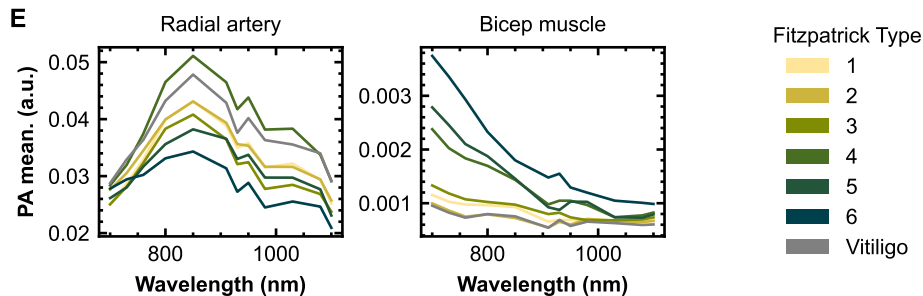 E
Radial artery
Bicep muscle
Fitzpatrick Type
1
2
3
4
5
6
Vitiligo
PA mean. (a.u.)
0.05
0.04
0.03
0.02
0.003
0.002
0.001
800
1000
800
1000
Wavelength (nm)
Wavelength (nm)